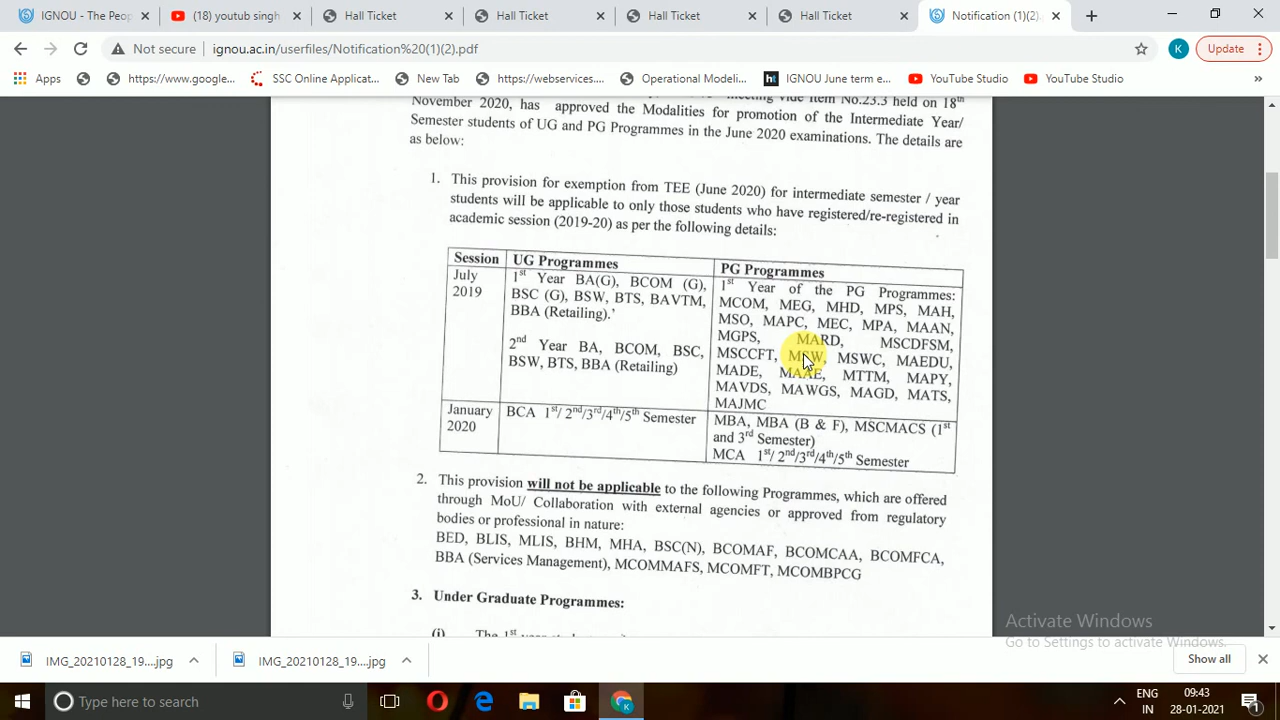 IGNOU - The Peop
(18) youtub singh
Hall Ticket
Hall Ticket
Hall Ticket
Hall Ticket
Notification (1)(2).
Not secure
ignou.ac.in/userfiles/Notification%20(1)(2).pdf
K
Update
Apps
https://www.google...
SSC Online Applicat...
New Tab
https://webservices....
Operational Modeli...
ht
IGNOU June term e...
YouTube Studio
YouTube Studio
»
meeting vide Item No.23.3 held on 18th
November 2020, has approved the Modalities for promotion of the Intermediate Year/
Semester students of UG and PG Programmes in the June 2020 examinations. The details are
as below:
1. This provision for exemption from TEE (June 2020) for intermediate semester / year
students will be applicable to only those students who have registered/re-registered in
academic session (2019-20) as per the following details:
Session UG Programmes PG Programmes
July 2019
1st Year BA(G), BCOM (G),
BSC (G), BSW, BTS, BAVTM,
BBA (Retailing).'
2nd Year BA, BCOM, BSC,
BSW, BTS, BBA (Retailing)
1st Year of the PG Programmes:
MCOM, MEG, MHD, MPS, MAH,
MSO, MAPC, MEC, MPA, MAAN,
MGPS, MARD, MSCDFSM,
MSCCFT, MSW, MSWC, MAEDU,
MADE, MAAE, MTTM, MAPY,
MAVDS, MAWGS, MAGD, MATS,
MAJMC
January 2020
BCA 1st/ 2nd/3rd/4th/5th Semester
MBA, MBA (B & F), MSCMACS (1st
and 3rd Semester)
MCA 1st/ 2nd/3rd/4th/5th Semester
2. This provision will not be applicable to the following Programmes, which are offered
through MoU/ Collaboration with external agencies or approved from regulatory
bodies or professional in nature:
BED, BLIS, MLIS, BHM, MHA, BSC(N), BCOMAF, BCOMCAA, BCOMFCA,
BBA (Services Management), MCOMMAFS, MCOMFT, MCOMBPCG
3. Under Graduate Programmes:
(i) The 1st year
Activate Windows
Go to Settings to activate Windows.
IMG_20210128_19....jpg
IMG_20210128_19....jpg
Show all
Type here to search
ENG
IN
09:43
28-01-2021
1